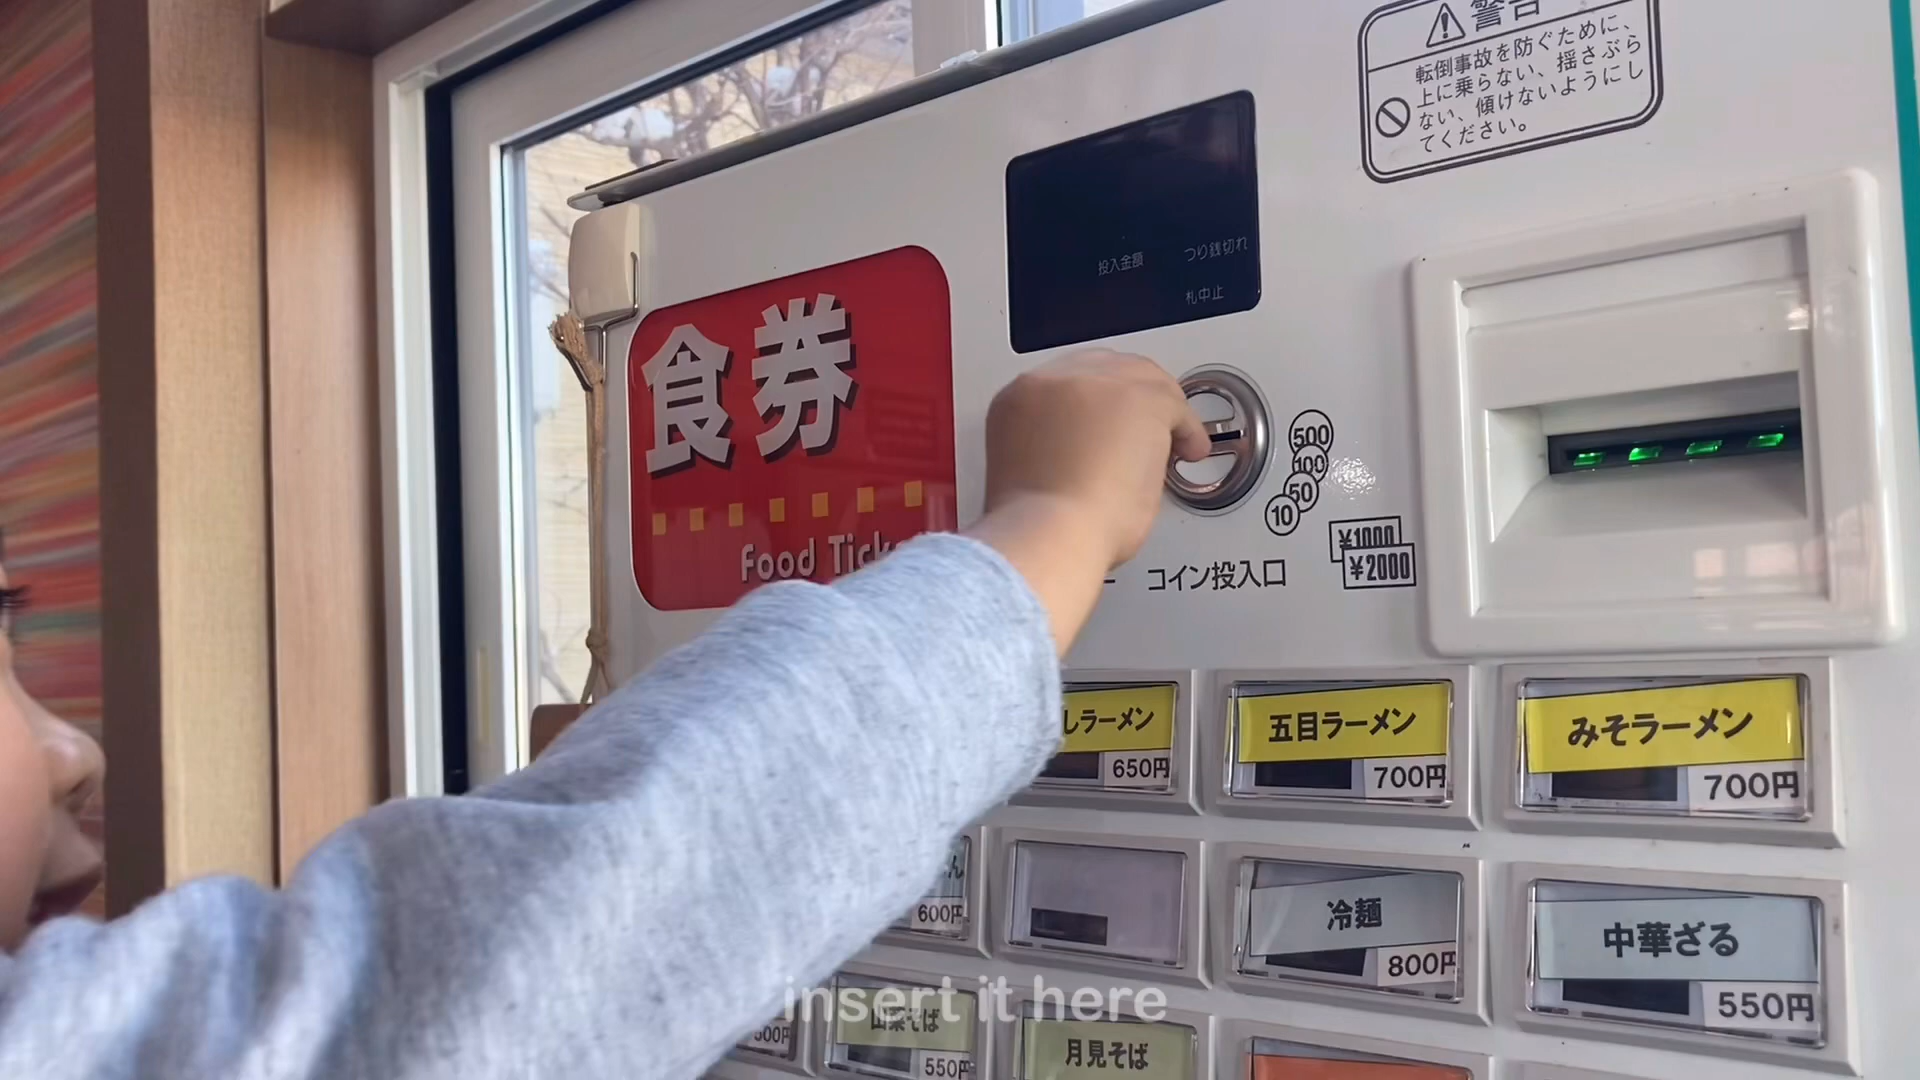 警告
転倒事故を防ぐために、
上に乗らない、揺さぶら
ない、傾けないようにし
てください。
投入金額
つり銭切れ
札中止
食券
Food Ticke
500
100
50
10
¥1000
¥2000
コイン投入口
しラーメン
650円
五目ラーメン
700円
みそラーメン
700円
600円
冷麺
800円
中華ざる
550円
insert it here
山菜そば
550円
月見そば